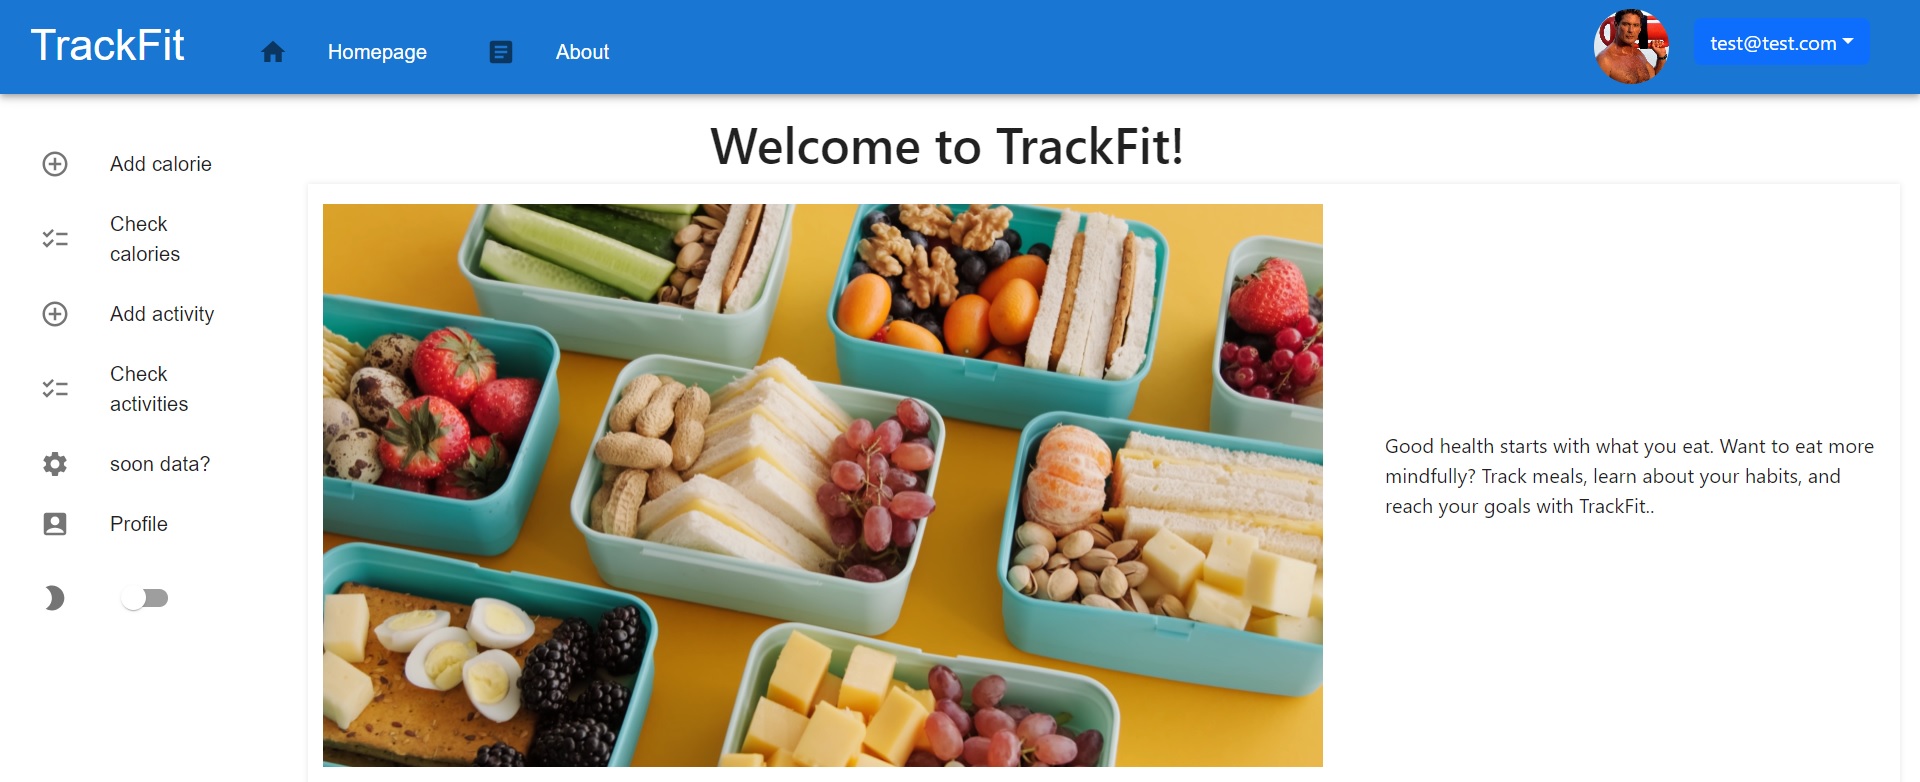 TrackFit
Homepage
About
test@test.com
Welcome to TrackFit!
Add calorie
Check
calories
Add activity
Check
activities
soon data?
Profile
Good health starts with what you eat. Want to eat more
mindfully? Track meals, learn about your habits, and
reach your goals with TrackFit..